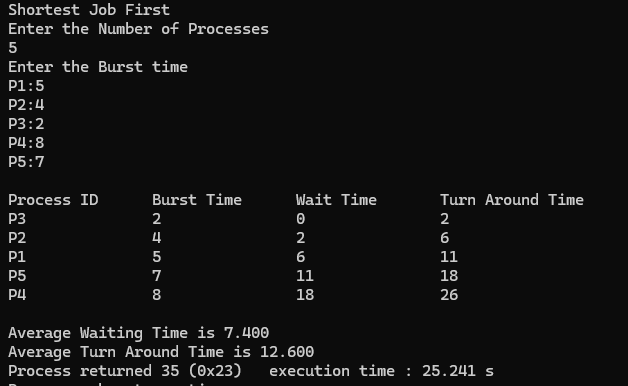 Shortest Job First
Enter the Number of Processes
5
Enter the Burst time
P1:5
P2:4
P3:2
P4:8
P5:7
Process ID Burst Time Wait Time Turn Around Time
P3 2 0 2
P2 4 2 6
P1 5 6 11
P5 7 11 18
P4 8 18 26
Average Waiting Time is 7.400
Average Turn Around Time is 12.600
Process returned 35 (0x23) execution time : 25.241 s